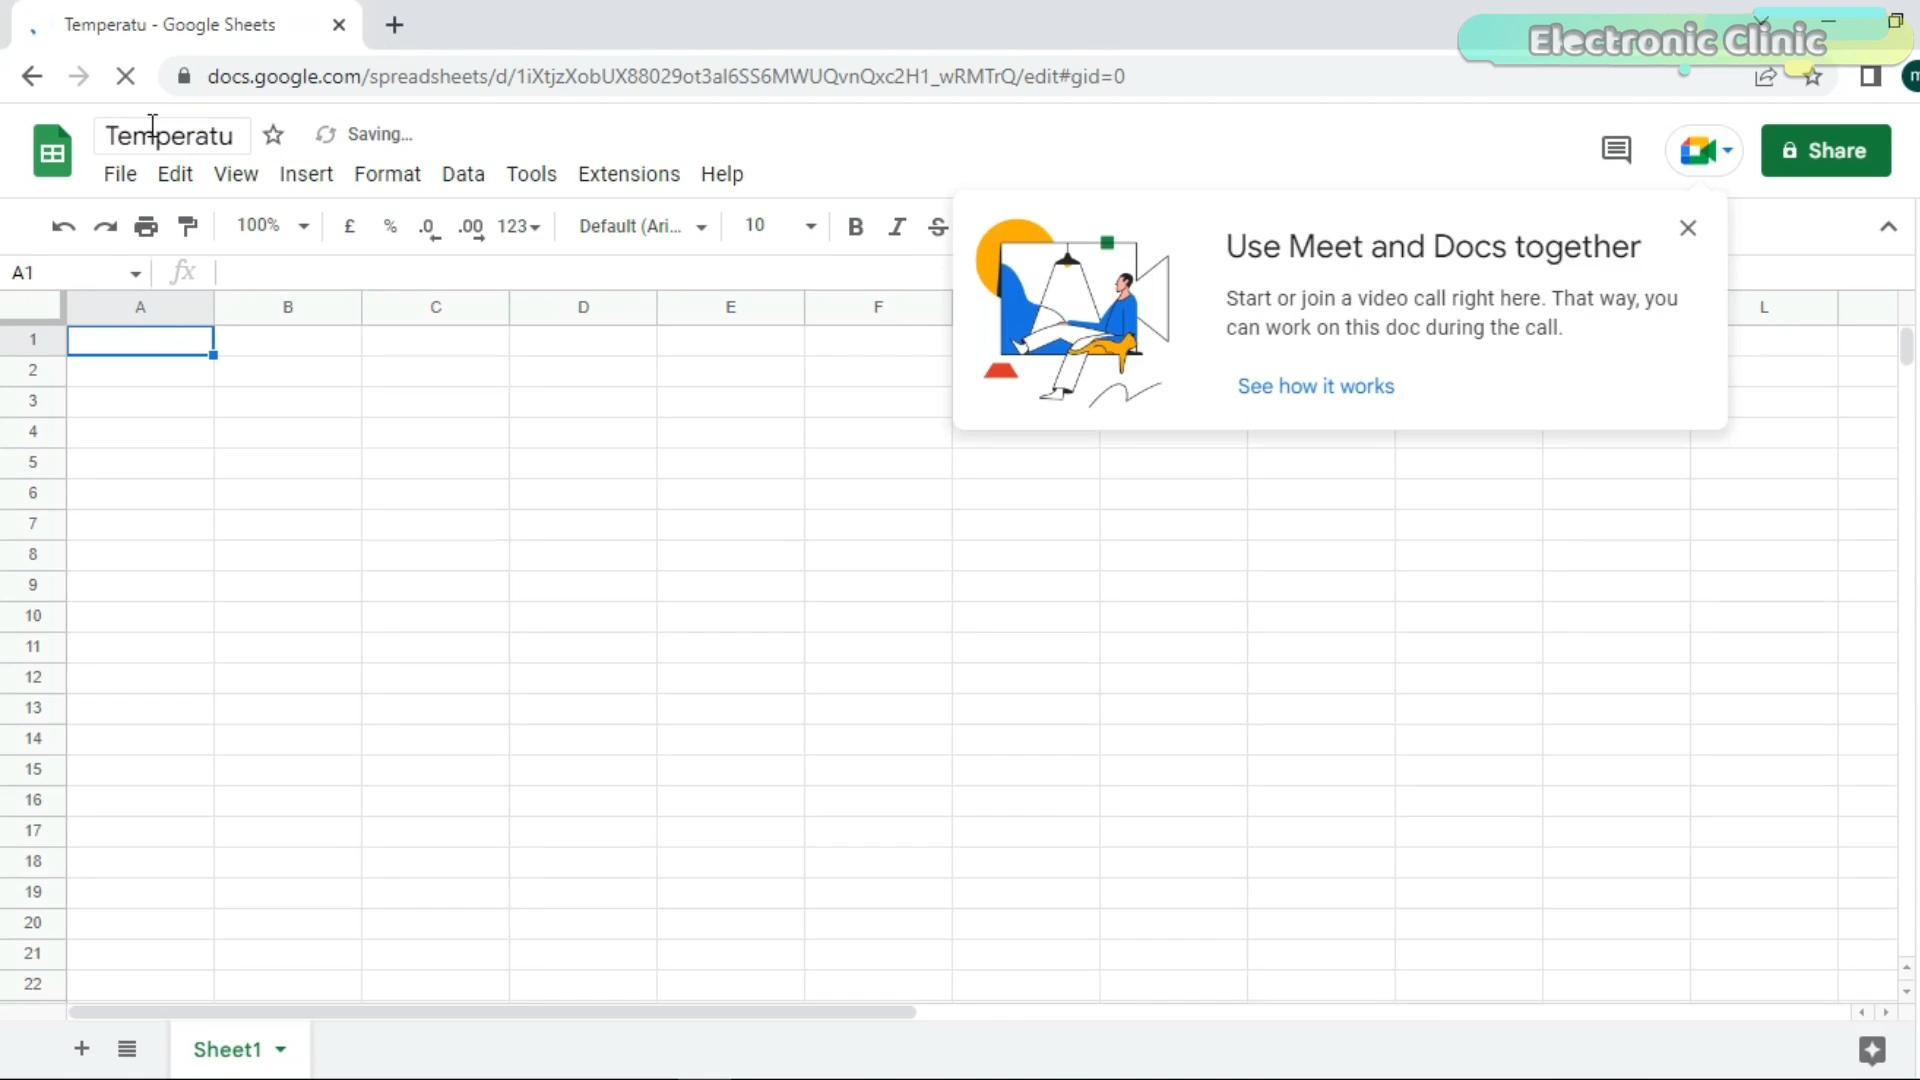 Temperatu - Google Sheets
Electronic Clinic
docs.google.com/spreadsheets/d/1iXtjzXobUX88029ot3al6SS6MWUQvnQxc2H1_wRMTrQ/edit#gid=0
Temperatu
Saving...
File Edit View Insert Format Data Tools Extensions Help
Share
100% £ % .0 .00 123 Default (Ari... 10 B I S
Use Meet and Docs together
Start or join a video call right here. That way, you
can work on this doc during the call.
See how it works
A1 fx
A B C D E F L
1
2
3
4
5
6
7
8
9
10
11
12
13
14
15
16
17
18
19
20
21
22
Sheet1